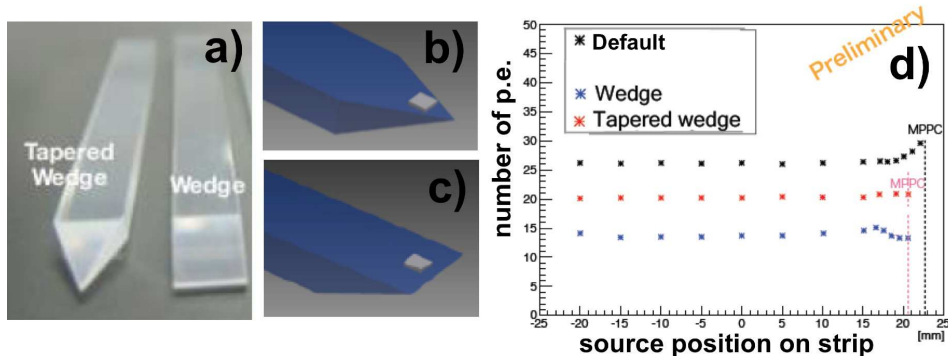 a)
Tapered
Wedge
Wedge
b)
c)
d)
Preliminary
Default
Wedge
Tapered wedge
MPPC
MPPC
number of p.e.
50
45
40
35
30
25
20
15
10
5
0
-25 -20 -15 -10 -5 0 5 10 15 20 25
[mm]
source position on strip